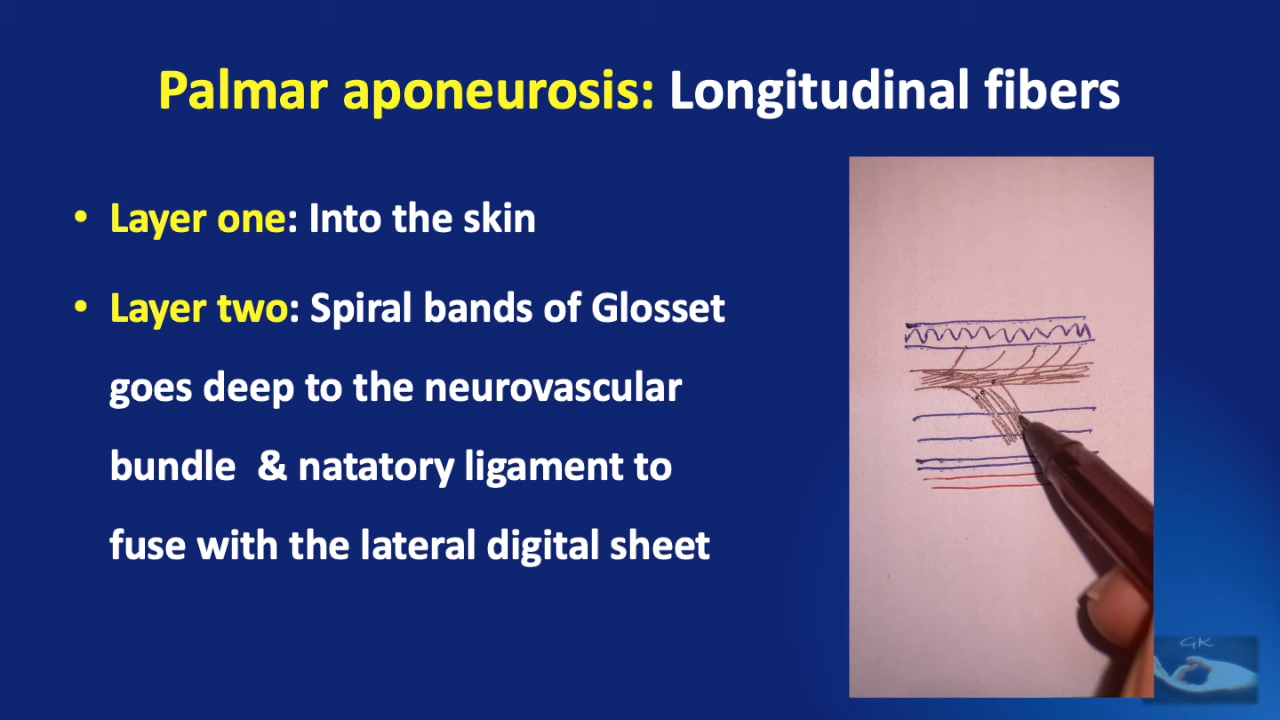 Palmar aponeurosis: Longitudinal fibers
• Layer one: Into the skin
• Layer two: Spiral bands of Glosset
goes deep to the neurovascular
bundle & natatory ligament to
fuse with the lateral digital sheet
GK